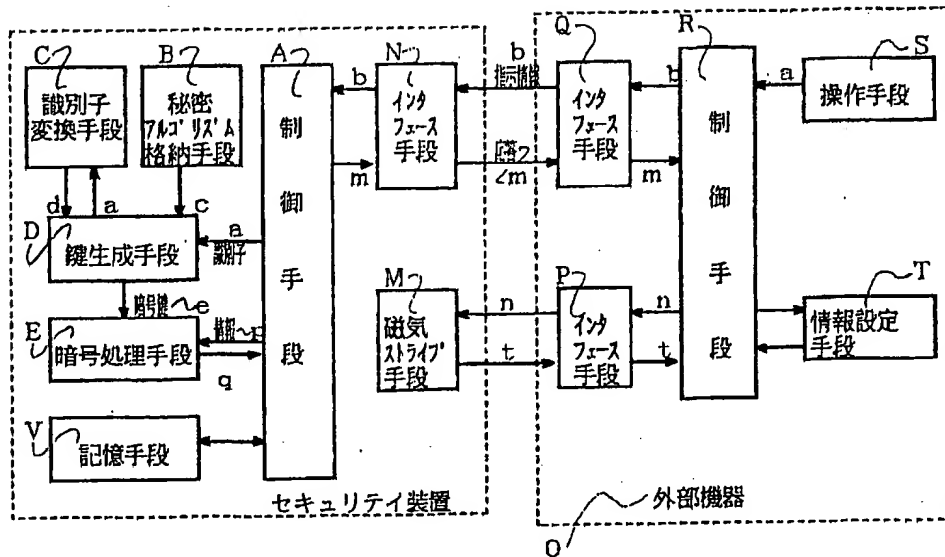 C
識別子
変換手段
B
秘密
アルゴリズム
格納手段
A
制御手段
N
インタ
フェース
手段
Q
インタ
フェース
手段
R
制御手段
S
操作手段
b
b
指示情報
b
a
m
応答
m
m
d
a
c
D
鍵生成手段
a
識別子
暗号鍵
e
E
暗号処理手段
情報
p
q
V
記憶手段
M
磁気
ストライプ
手段
n
t
P
インタ
フェース
手段
n
t
T
情報設定
手段
セキュリテイ装置
外部機器
O